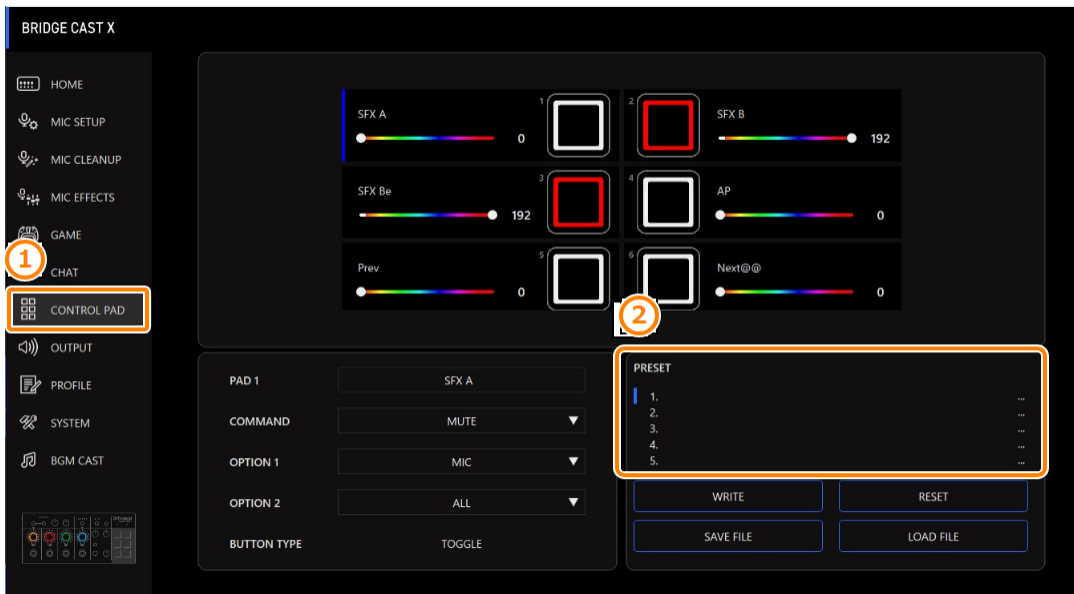 BRIDGE CAST X
HOME
MIC SETUP
MIC CLEANUP
MIC EFFECTS
GAME
1
CHAT
CONTROL PAD
OUTPUT
PROFILE
SYSTEM
BGM CAST
SFX A
0
1
2
SFX B
192
SFX Be
192
3
4
AP
0
Prev
0
5
6
Next@@
0
2
PAD 1 SFX A
COMMAND MUTE
OPTION 1 MIC
OPTION 2 ALL
BUTTON TYPE TOGGLE
PRESET
1. ...
2. ...
3. ...
4. ...
5. ...
WRITE RESET
SAVE FILE LOAD FILE